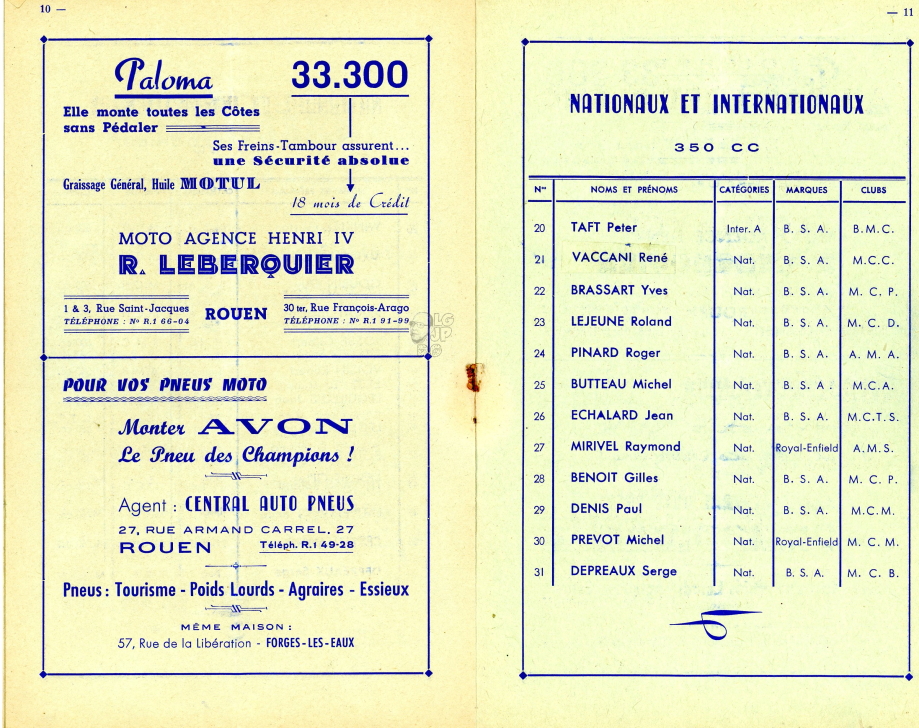 10 —
Paloma 33.300
Elle monte toutes les Côtes
sans Pédaler
Ses Freins-Tambour assurent...
une Sécurité absolue
Graissage Général, Huile MOTUL
18 mois de Crédit
MOTO AGENCE HENRI IV
R. LEBERQUIER
1 & 3, Rue Saint-Jacques
TÉLÉPHONE : No R.1 66-04
ROUEN
30 ter, Rue François-Arago
TÉLÉPHONE : No R.1 91-99
LG
JP
SG
POUR VOS PNEUS MOTO
Monter AVON
Le Pneu des Champions !
Agent : CENTRAL AUTO PNEUS
27, RUE ARMAND CARREL, 27
ROUEN Téléph. R.1 49-28
Pneus : Tourisme - Poids Lourds - Agraires - Essieux
MÊME MAISON :
57, Rue de la Libération - FORGES-LES-EAUX
— 11
NATIONAUX ET INTERNATIONAUX
350 CC
Nos NOMS ET PRÉNOMS CATÉGORIES MARQUES CLUBS
20 TAFT Peter Inter. A B. S. A. B.M.C.
21 VACCANI René Nat. B. S. A. M.C.C.
22 BRASSART Yves Nat. B. S. A. M. C. P.
23 LEJEUNE Roland Nat. B. S. A. M. C. D.
24 PINARD Roger Nat. B. S. A. A. M. A.
25 BUTTEAU Michel Nat. B. S. A. M.C.A.
26 ECHALARD Jean Nat. B. S. A. M.C.T.S.
27 MIRIVEL Raymond Nat. Royal-Enfield A.M.S.
28 BENOIT Gilles Nat. B. S. A. M. C. P.
29 DENIS Paul Nat. B. S. A. M.C.M.
30 PREVOT Michel Nat. Royal-Enfield M. C. M.
31 DEPREAUX Serge Nat. B. S. A. M. C. B.